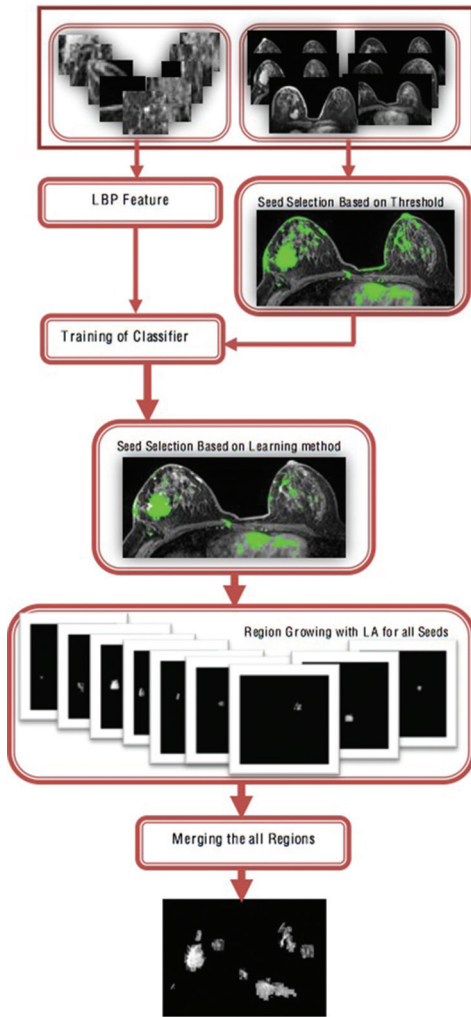 LBP Feature
Seed Selection Based on Threshold
Training of Classifier
Seed Selection Based on Learning method
Region Growing with LA for all Seeds
Merging the all Regions